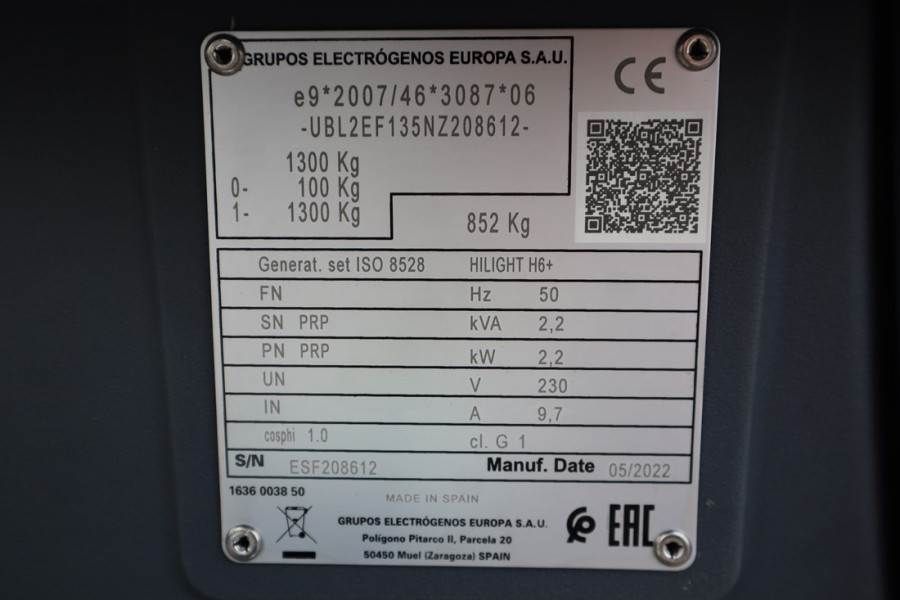 GRUPOS ELECTRÓGENOS EUROPA S.A.U.
CE
e9*2007/46*3087*06
-UBL2EF135NZ208612-
1300 Kg
0- 100 Kg
1- 1300 Kg
852 Kg
Generat. set ISO 8528 HILIGHT H6+
FN Hz 50
SN PRP kVA 2,2
PN PRP kW 2,2
UN V 230
IN A 9,7
cosphi 1.0 cl. G 1
S/N ESF208612 Manuf. Date 05/2022
1636 0038 50
MADE IN SPAIN
GRUPOS ELECTRÓGENOS EUROPA S.A.U.
Polígono Pitarco II, Parcela 20
50450 Muel (Zaragoza) SPAIN
EAC